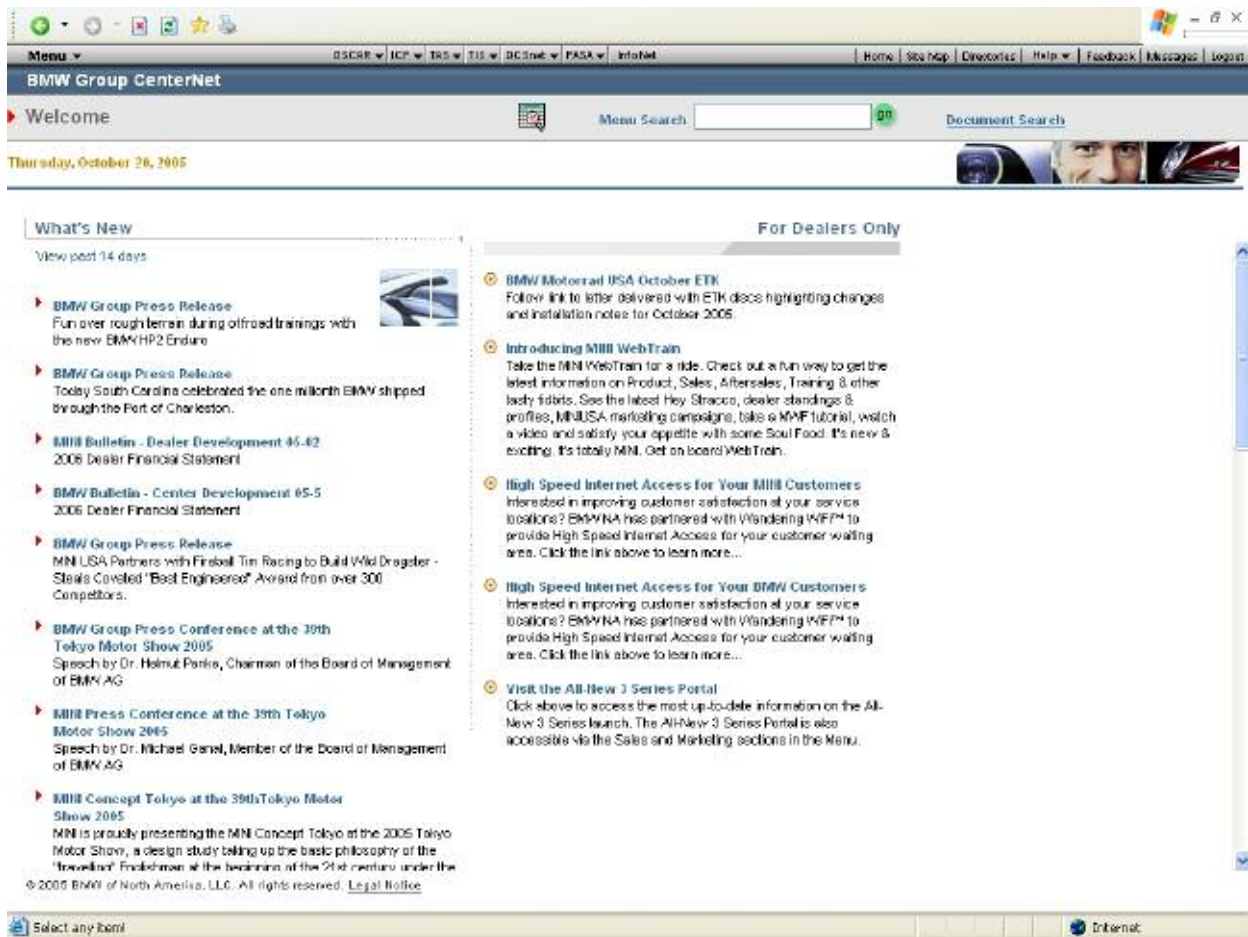 Menu
DSCRR ICP TAS TIS DCSnet PASA InfoNet
Home | Site Map | Directories | Help | Feedback | Messages | Logout
BMW Group CenterNet
Welcome
Menu Search
go
Document Search
Thursday, October 20, 2005
What's New
View past 14 days
BMW Group Press Release
Fun over rough terrain during offroad trainings with
the new BMW HP2 Enduro
BMW Group Press Release
Today South Carolina celebrated the one millionth BMW shipped
through the Port of Charleston.
MINI Bulletin - Dealer Development 05-02
2006 Dealer Financial Statement
BMW Bulletin - Center Development 05-5
2006 Dealer Financial Statement
BMW Group Press Release
MINI USA Partners with Fireball Tim Racing to Build Wild Dragster -
Steals Coveted "Best Engineered" Award from over 300
Competitors.
BMW Group Press Conference at the 39th
Tokyo Motor Show 2005
Speech by Dr. Helmut Panke, Chairman of the Board of Management
of BMW AG
MINI Press Conference at the 39th Tokyo
Motor Show 2005
Speech by Dr. Michael Ganal, Member of the Board of Management
of BMW AG
MINI Concept Tokyo at the 39thTokyo Motor
Show 2005
MINI is proudly presenting the MINI Concept Tokyo at the 2005 Tokyo
Motor Show, a design study taking up the basic philosophy of the
"travelling" Englishman at the beginning of the 21st century under the
© 2005 BMW of North America, LLC. All rights reserved. Legal Notice
For Dealers Only
BMW Motorrad USA October ETK
Follow link to letter delivered with ETK discs highlighting changes
and installation notes for October 2005.
Introducing MINI WebTrain
Take the MINI WebTrain for a ride. Check out a fun way to get the
latest information on Product, Sales, Aftersales, Training & other
tasty tidbits. See the latest Hey Stracco, dealer standings &
profiles, MINIUSA marketing campaigns, take a MWF tutorial, watch
a video and satisfy your appetite with some Soul Food. It's new &
exciting. It's totally MINI. Get on board WebTrain.
High Speed Internet Access for Your MINI Customers
Interested in improving customer satisfaction at your service
locations? BMW NA has partnered with Wandering WiFi™ to
provide High Speed Internet Access for your customer waiting
area. Click the link above to learn more...
High Speed Internet Access for Your BMW Customers
Interested in improving customer satisfaction at your service
locations? BMW NA has partnered with Wandering WiFi™ to
provide High Speed Internet Access for your customer waiting
area. Click the link above to learn more...
Visit the All-New 3 Series Portal
Click above to access the most up-to-date information on the All-
New 3 Series launch. The All-New 3 Series Portal is also
accessible via the Sales and Marketing sections in the Menu.
Select any item!
Internet